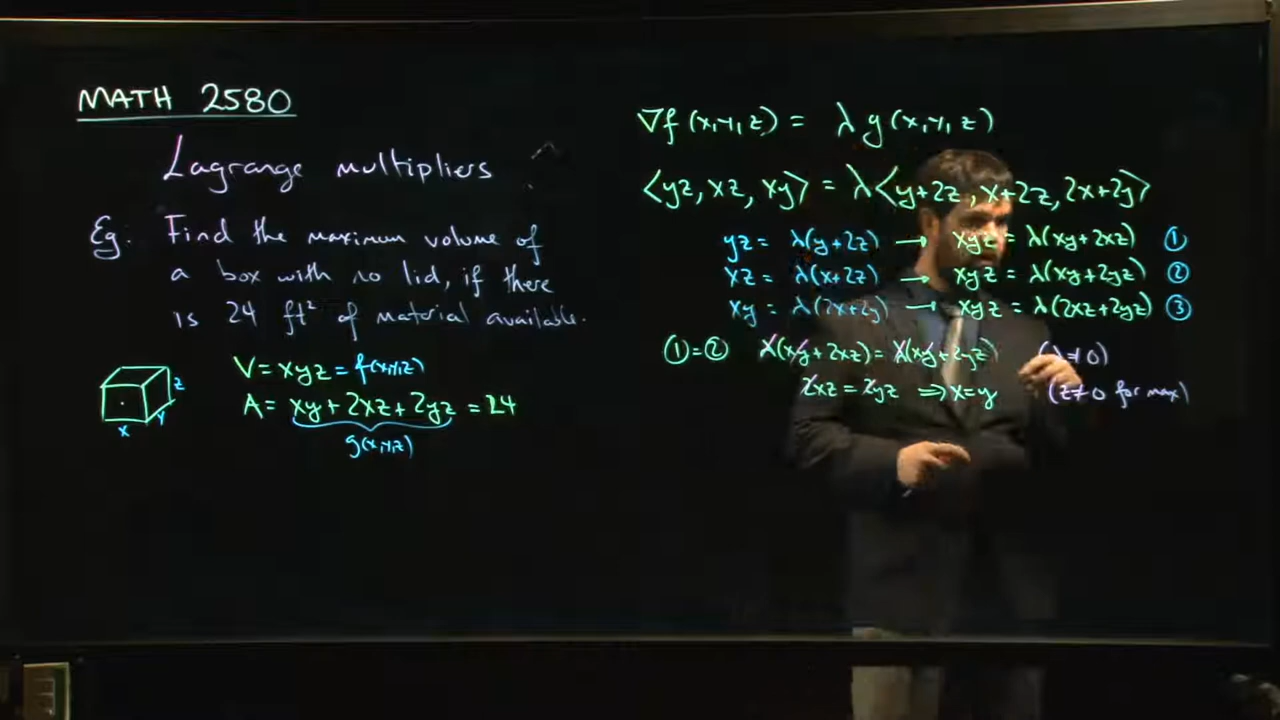 MATH 2580
Lagrange multipliers
Eg: Find the maximum volume of
a box with no lid, if there
is 24 ft² of material available.
x
y
z
V = xyz = f(x,y,z)
A = xy + 2xz + 2yz = 24
g(x,y,z)
∇f(x,y,z) = λ g(x,y,z)
⟨yz, xz, xy⟩ = λ⟨y+2z, x+2z, 2x+2y⟩
yz = λ(y+2z) → xyz = λ(xy+2xz) ①
xz = λ(x+2z) → xyz = λ(xy+2yz) ②
xy = λ(2x+2y) → xyz = λ(2xz+2yz) ③
①=② λ(xy+2xz) = λ(xy+2yz) (λ≠0)
2xz = 2yz ⇒ x=y (z≠0 for max)